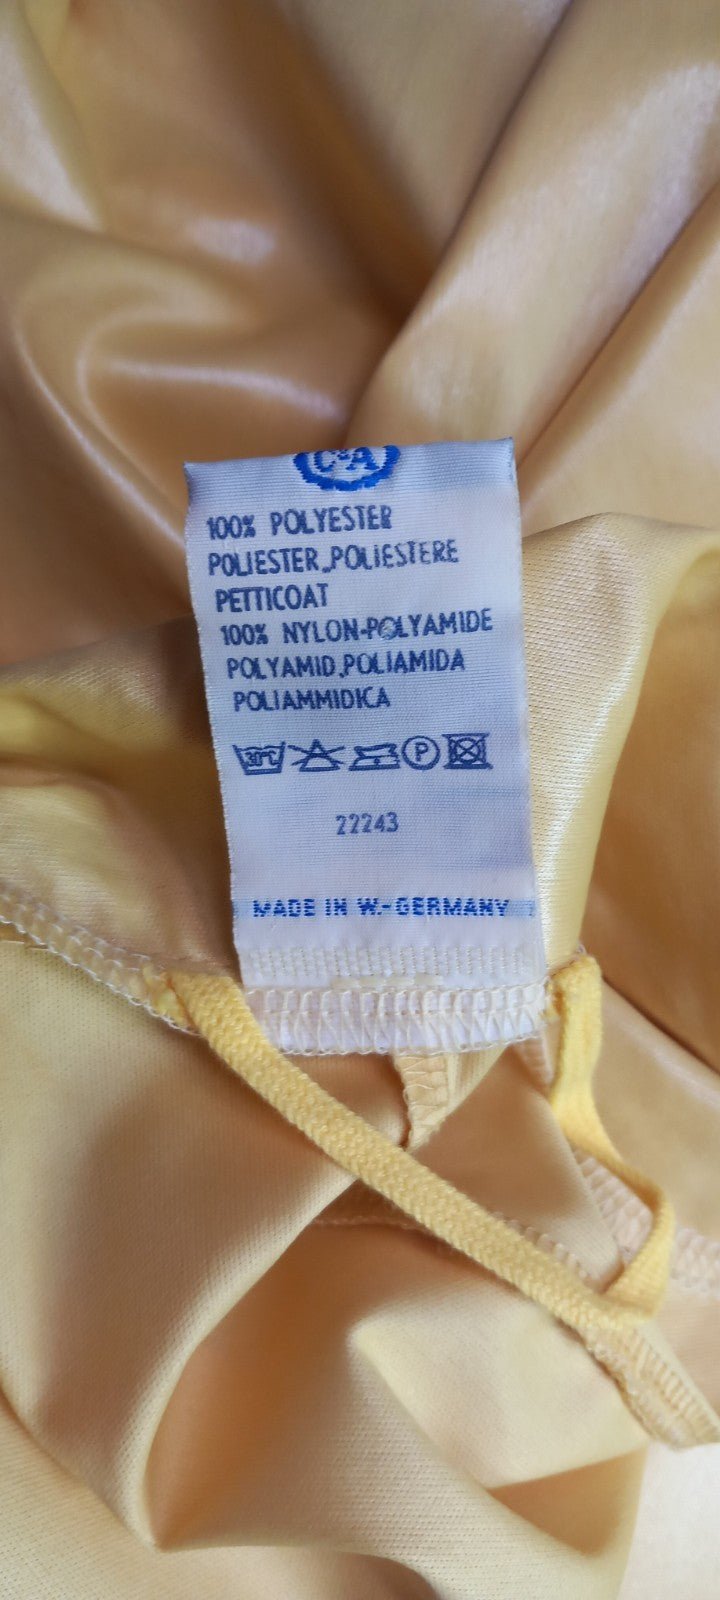 C&A
100% POLYESTER
POLIESTER,POLIESTERE
PETTICOAT
100% NYLON-POLYAMIDE
POLYAMID,POLIAMIDA
POLIAMMIDICA
30°C P
22243
MADE IN W.-GERMANY